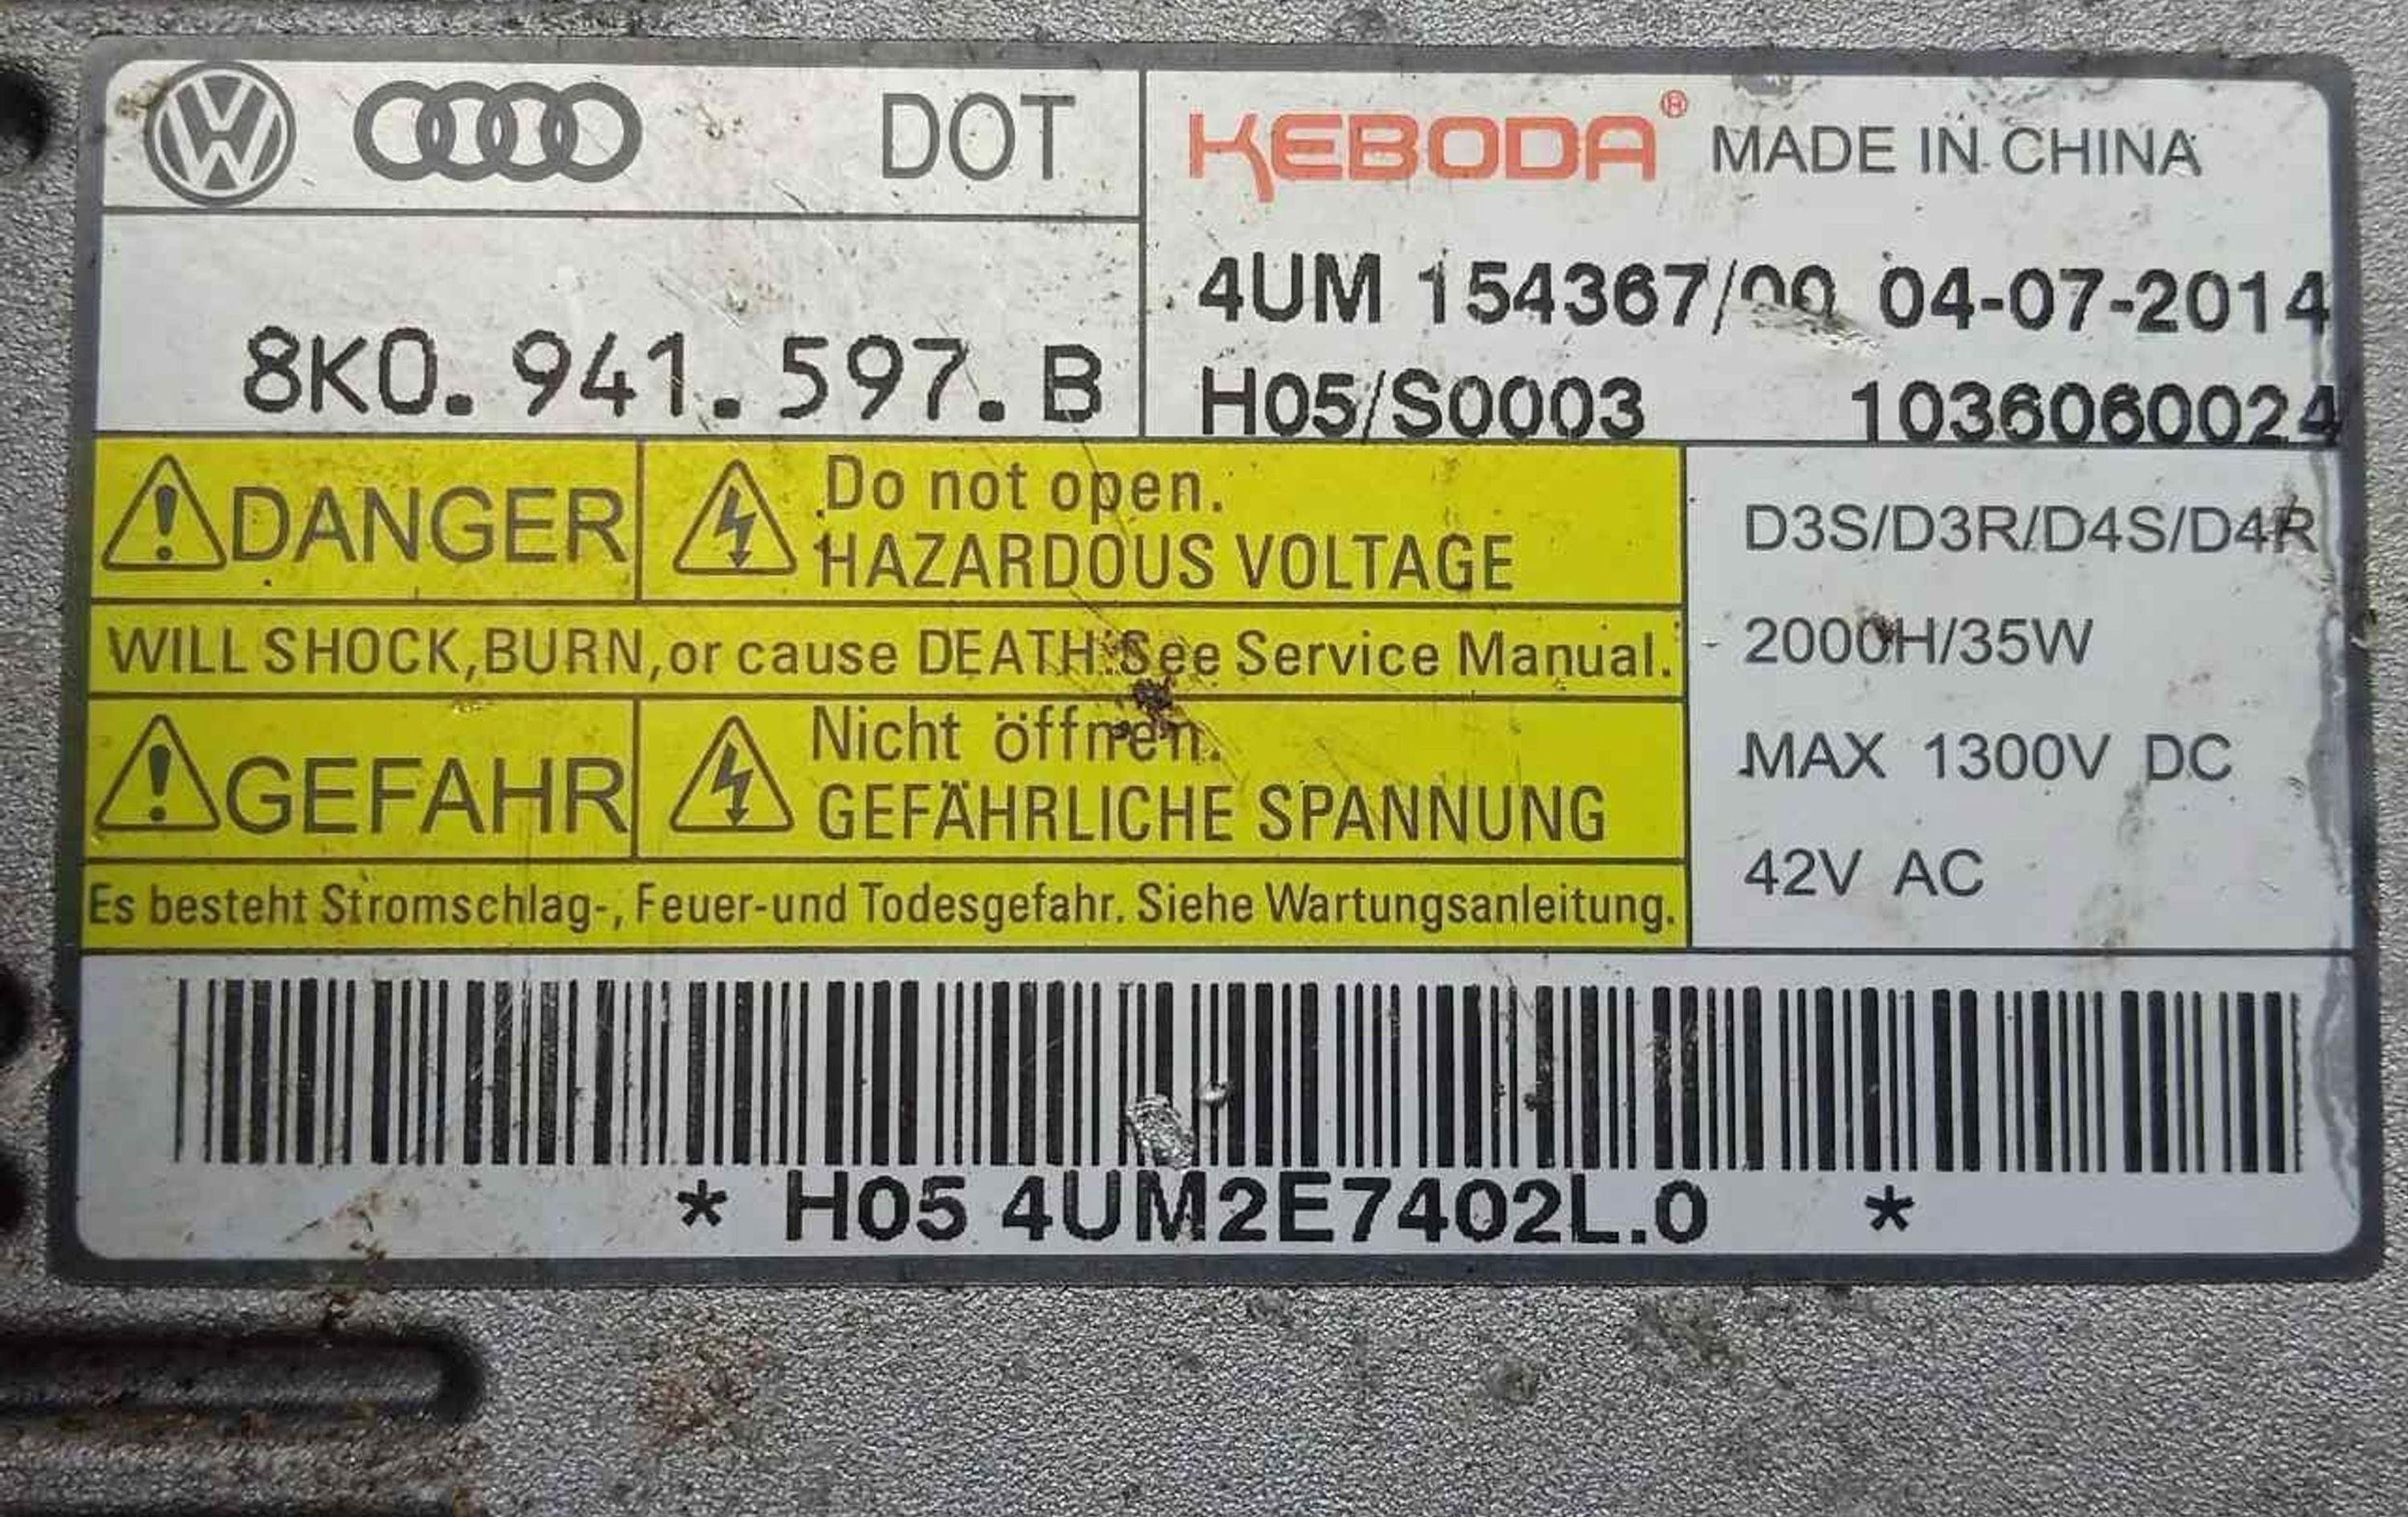 DOT
KEBODA® MADE IN CHINA
8K0.941.597.B
4UM 154367/00 04-07-2014
H05/S0003 1036060024
DANGER
Do not open.
HAZARDOUS VOLTAGE
WILL SHOCK,BURN,or cause DEATH.See Service Manual.
GEFAHR
Nicht öffnen.
GEFÄHRLICHE SPANNUNG
Es besteht Stromschlag-, Feuer-und Todesgefahr. Siehe Wartungsanleitung.
D3S/D3R/D4S/D4R
2000H/35W
MAX 1300V DC
42V AC
* H05 4UM2E7402L.0 *